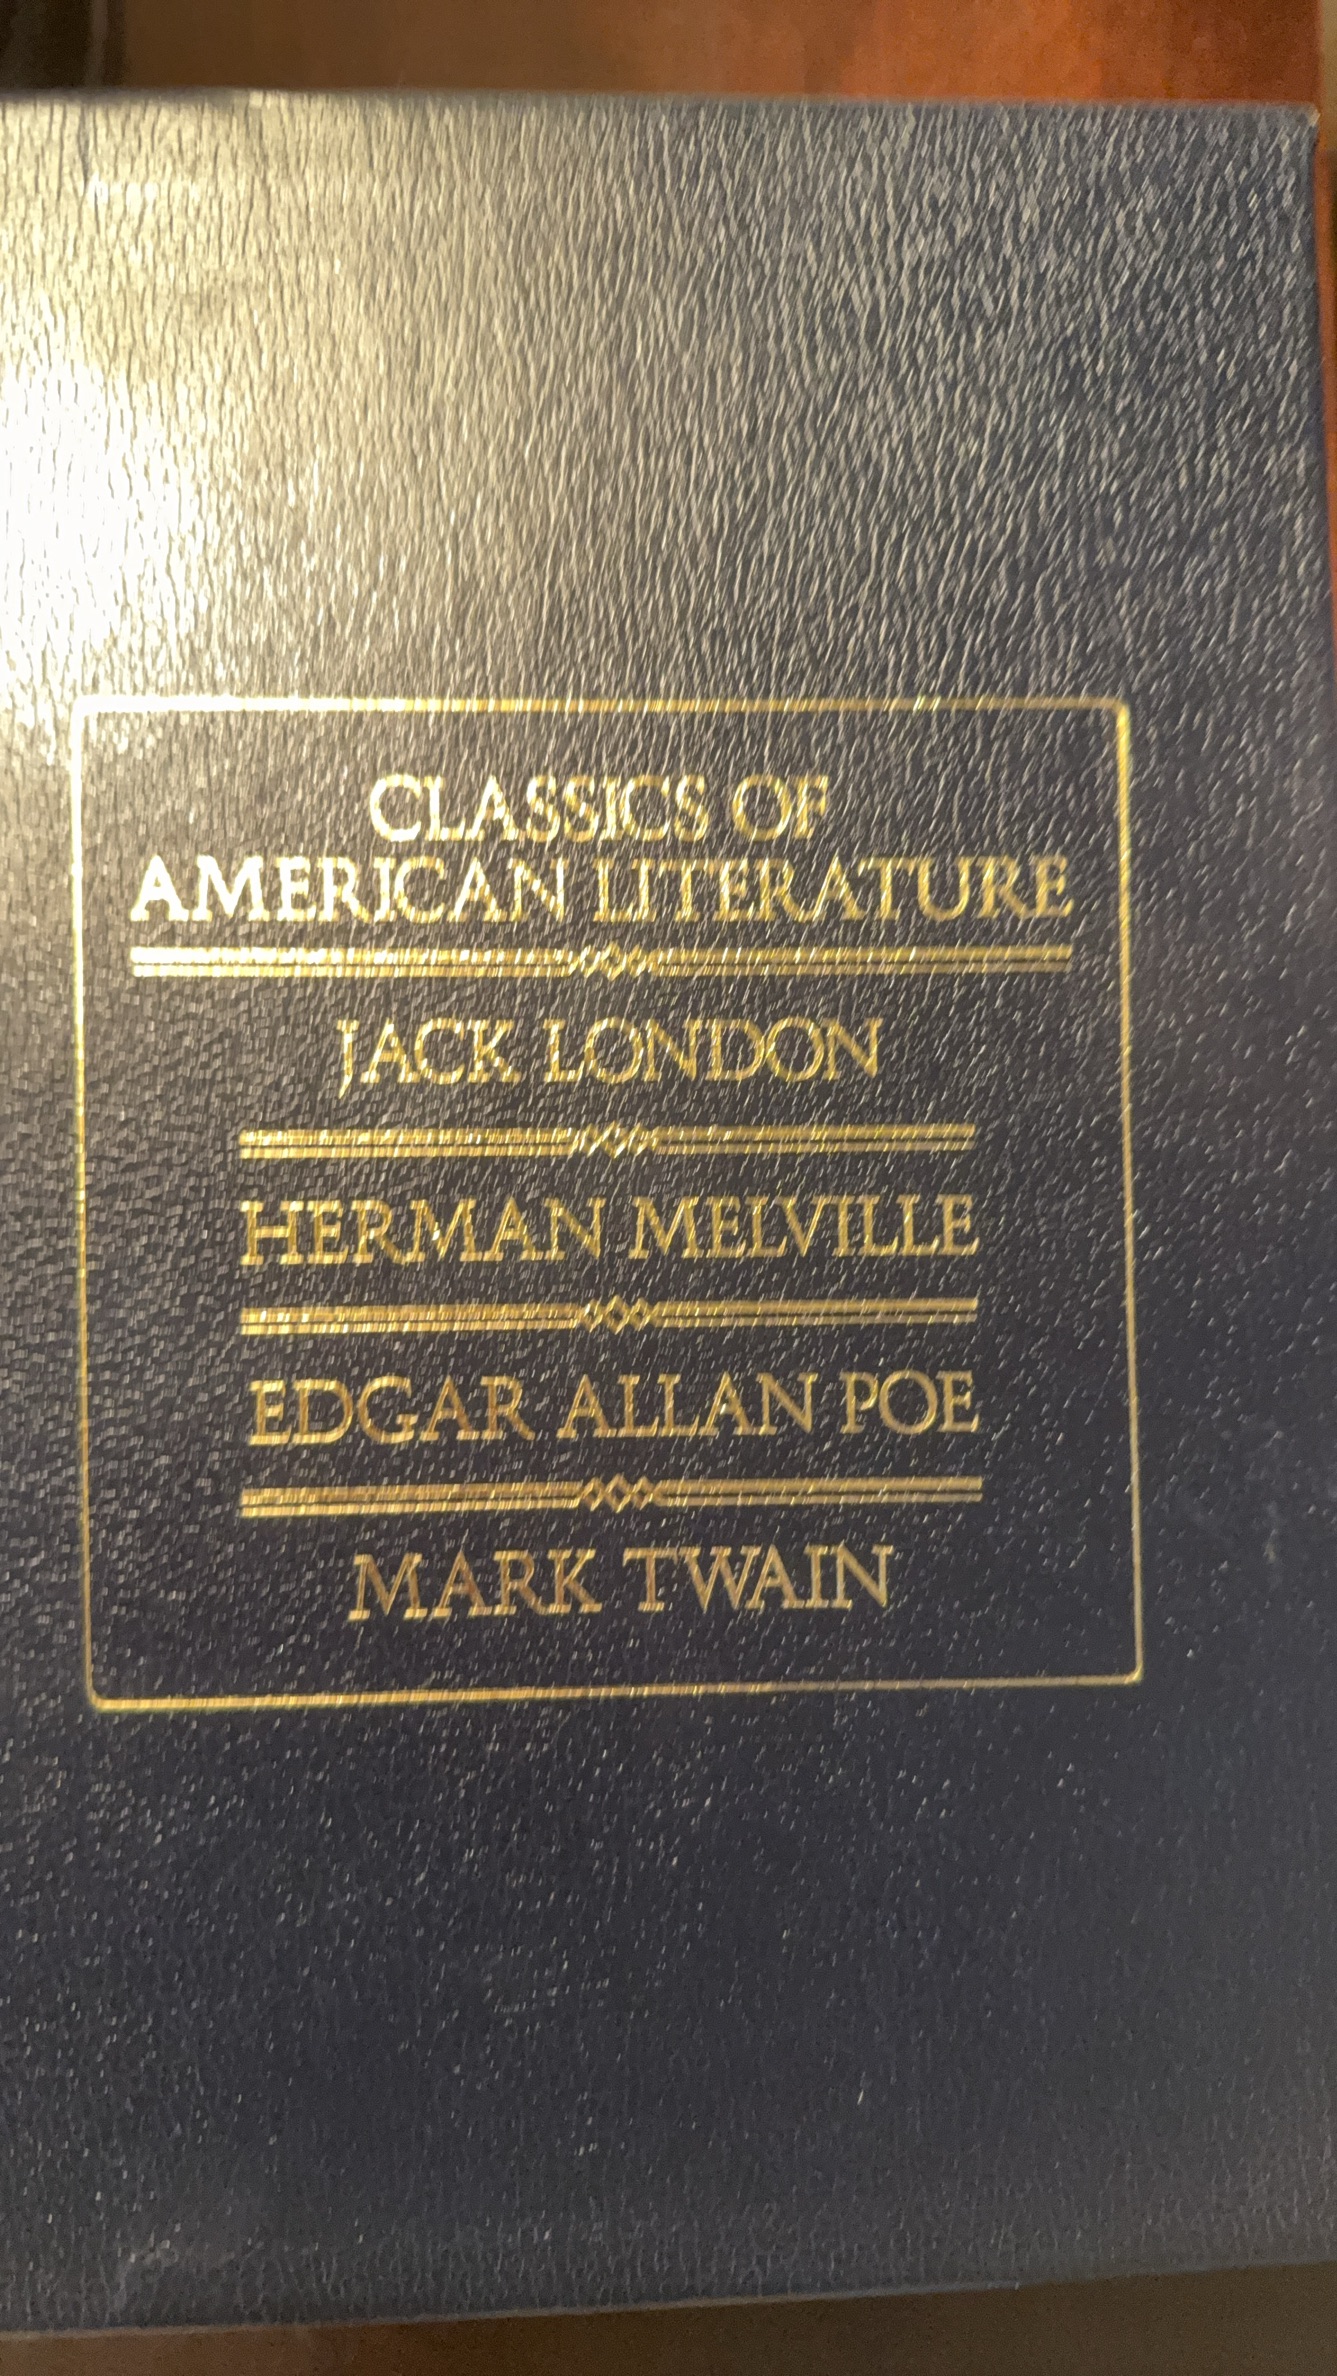 CLASSICS OF
AMERICAN LITERATURE
JACK LONDON
HERMAN MELVILLE
EDGAR ALLAN POE
MARK TWAIN